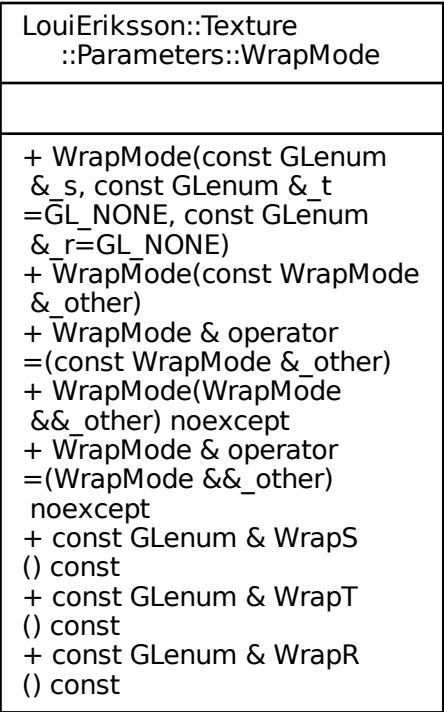 LouiEriksson::Texture
::Parameters::WrapMode
+ WrapMode(const GLenum
&_s, const GLenum &_t
=GL_NONE, const GLenum
&_r=GL_NONE)
+ WrapMode(const WrapMode
&_other)
+ WrapMode & operator
=(const WrapMode &_other)
+ WrapMode(WrapMode
&&_other) noexcept
+ WrapMode & operator
=(WrapMode &&_other)
noexcept
+ const GLenum & WrapS
() const
+ const GLenum & WrapT
() const
+ const GLenum & WrapR
() const